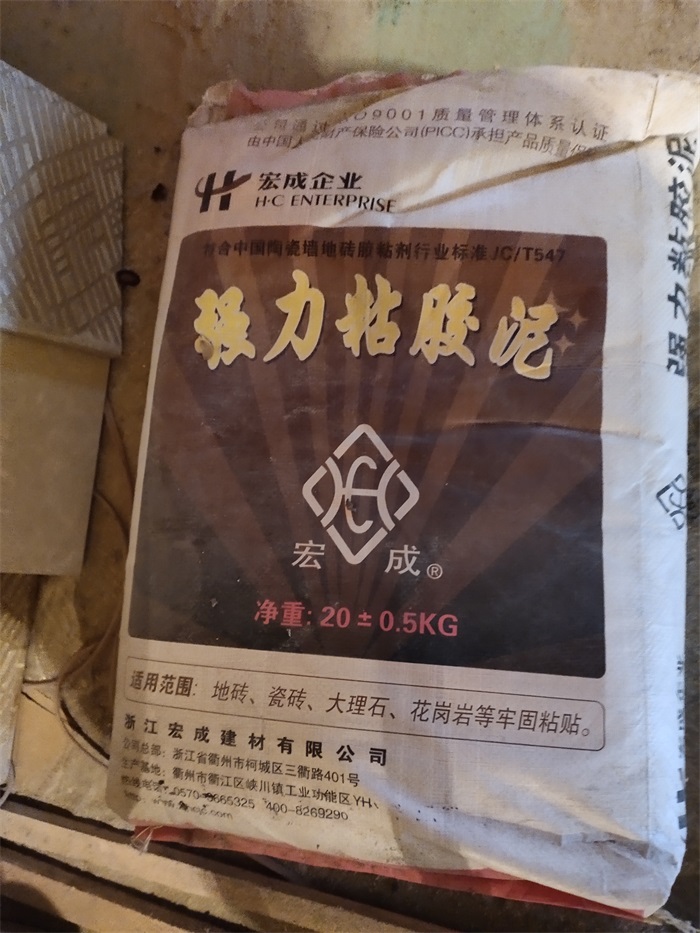 公司通过ISO9001质量管理体系认证
由中国人民财产保险公司(PICC)承担产品质量保
宏成企业
H·C ENTERPRISE
符合中国陶瓷墙地砖胶粘剂行业标准JC/T547
强力粘胶泥
宏 成®
净重: 20±0.5KG
适用范围: 地砖、瓷砖、大理石、花岗岩等牢固粘贴。
浙江宏成建材有限公司
公司总部: 浙江省衢州市柯城区三衢路401号
生产基地: 衢州市衢江区峡川镇工业功能区YH
400-8269290
强力粘胶泥